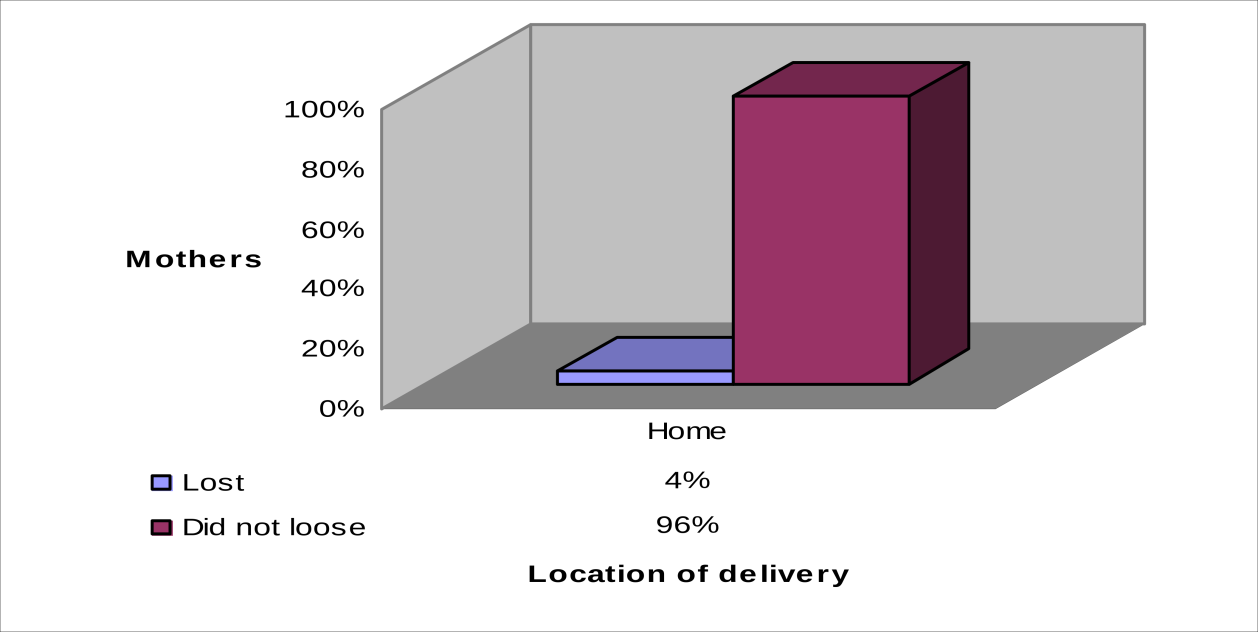 100%
80%
60%
Mothers
40%
20%
0%
Home
Lost 4%
Did not loose 96%
Location of delivery